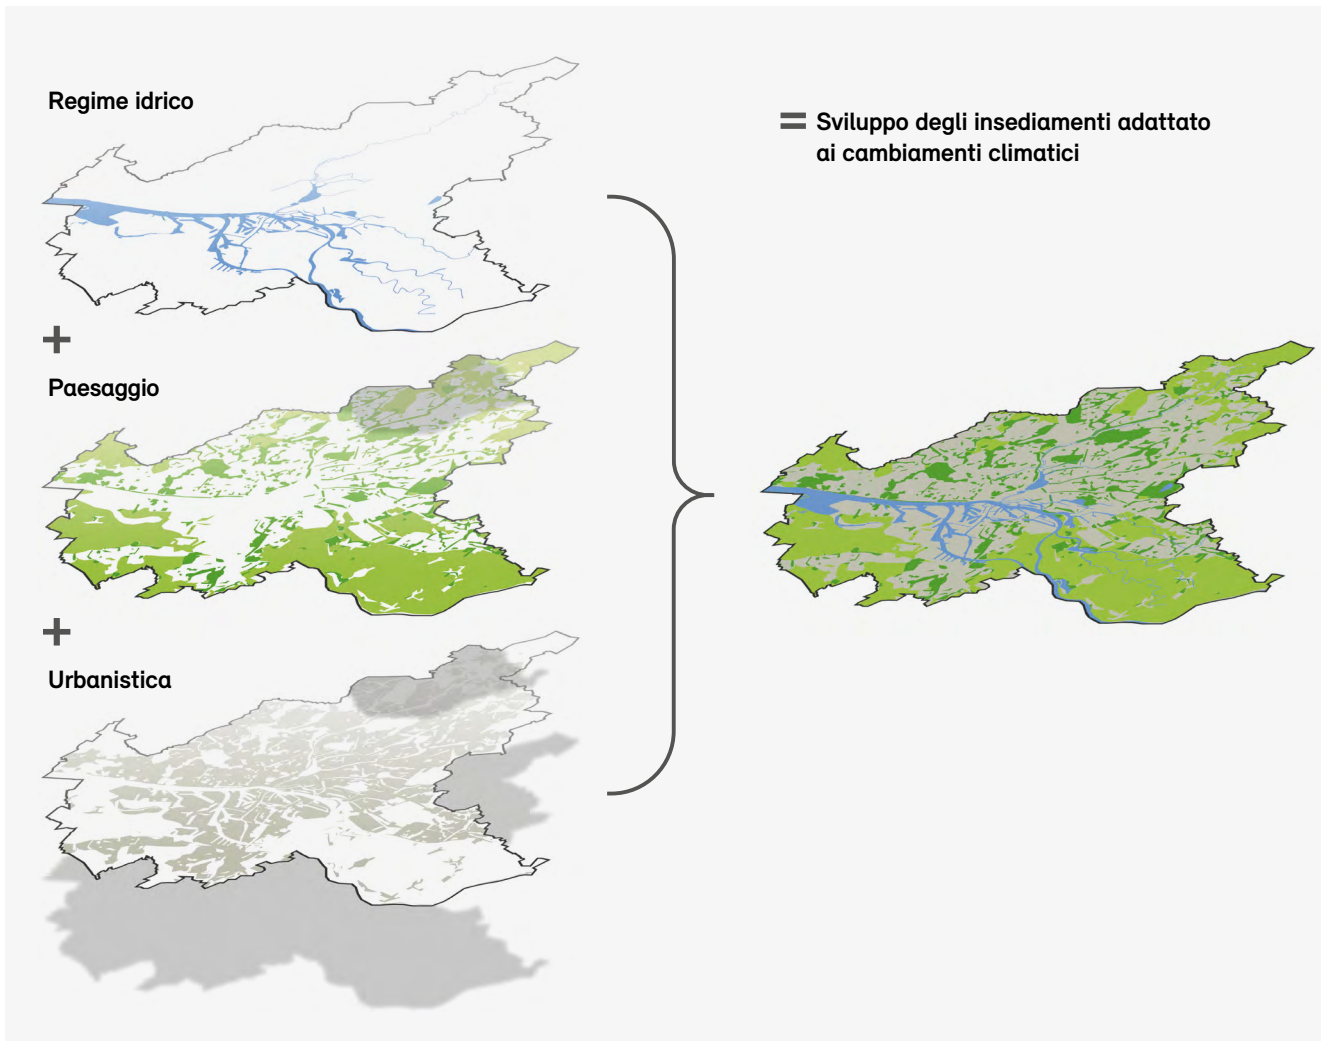 Regime idrico
= Sviluppo degli insediamenti adattato
ai cambiamenti climatici
+
Paesaggio
+
Urbanistica